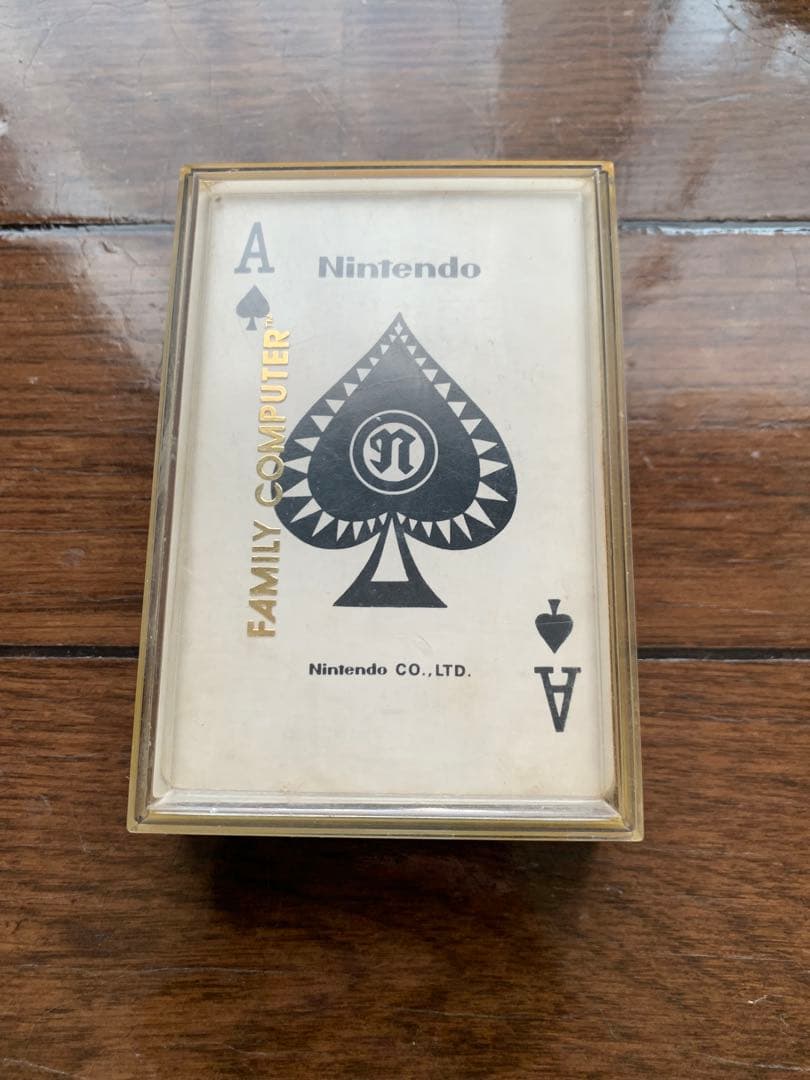 A
Nintendo
FAMILY COMPUTER™
n
Nintendo CO.,LTD.
A